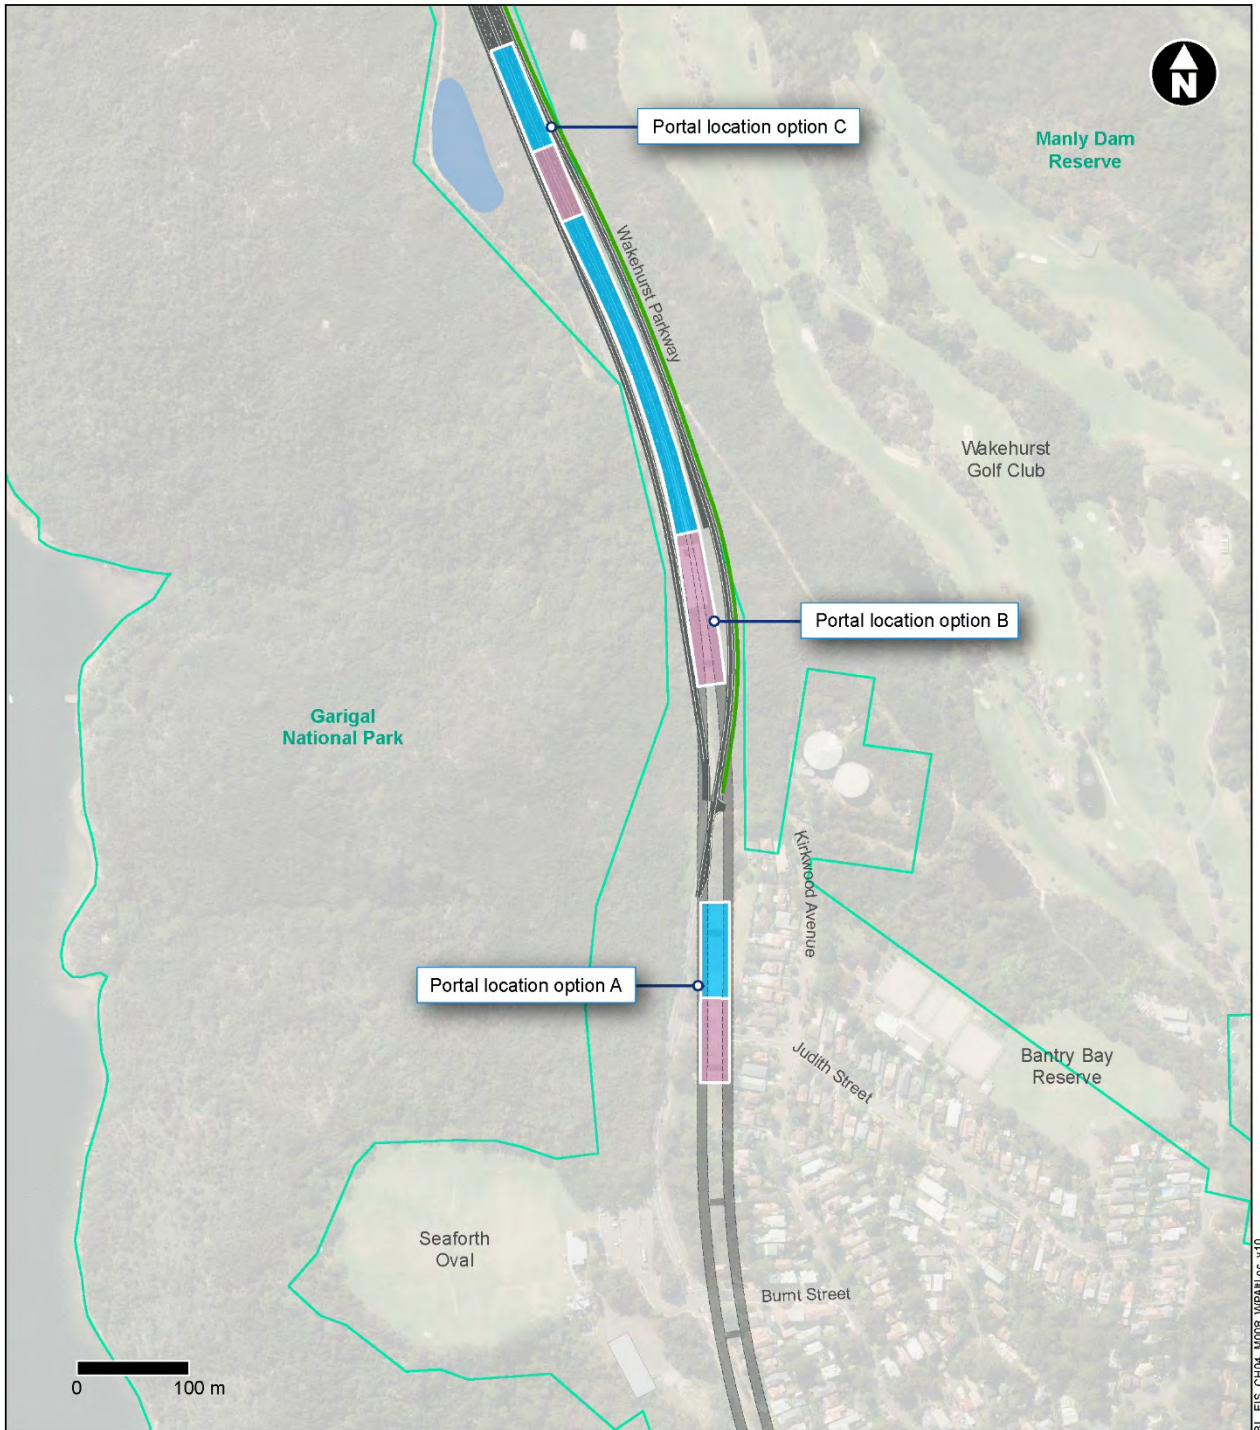 N
Portal location option C
Manly Dam
Reserve
Wakehurst Parkway
Wakehurst
Golf Club
Portal location option B
Garigal
National Park
Kirkwood Avenue
Portal location option A
Judith Street
Bantry Bay
Reserve
Seaforth
Oval
Burnt Street
0 100 m